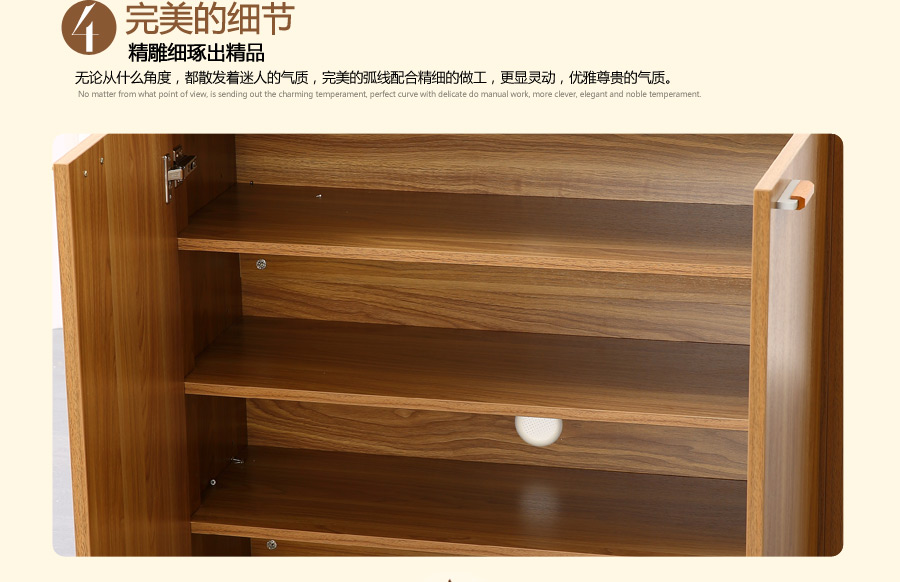 4 完美的细节
精雕细琢出精品
无论从什么角度，都散发着迷人的气质，完美的弧线配合精细的做工，更显灵动，优雅尊贵的气质。
No matter from what point of view, is sending out the charming temperament, perfect curve with delicate do manual work, more clever, elegant and noble temperament.